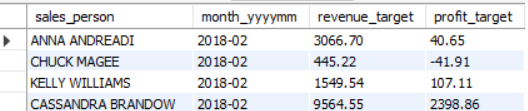 sales_person month_yyyymm revenue_target profit_target
ANNA ANDREADI 2018-02 3066.70 40.65
CHUCK MAGEE 2018-02 445.22 -41.91
KELLY WILLIAMS 2018-02 1549.54 107.11
CASSANDRA BRANDOW 2018-02 9564.55 2398.86